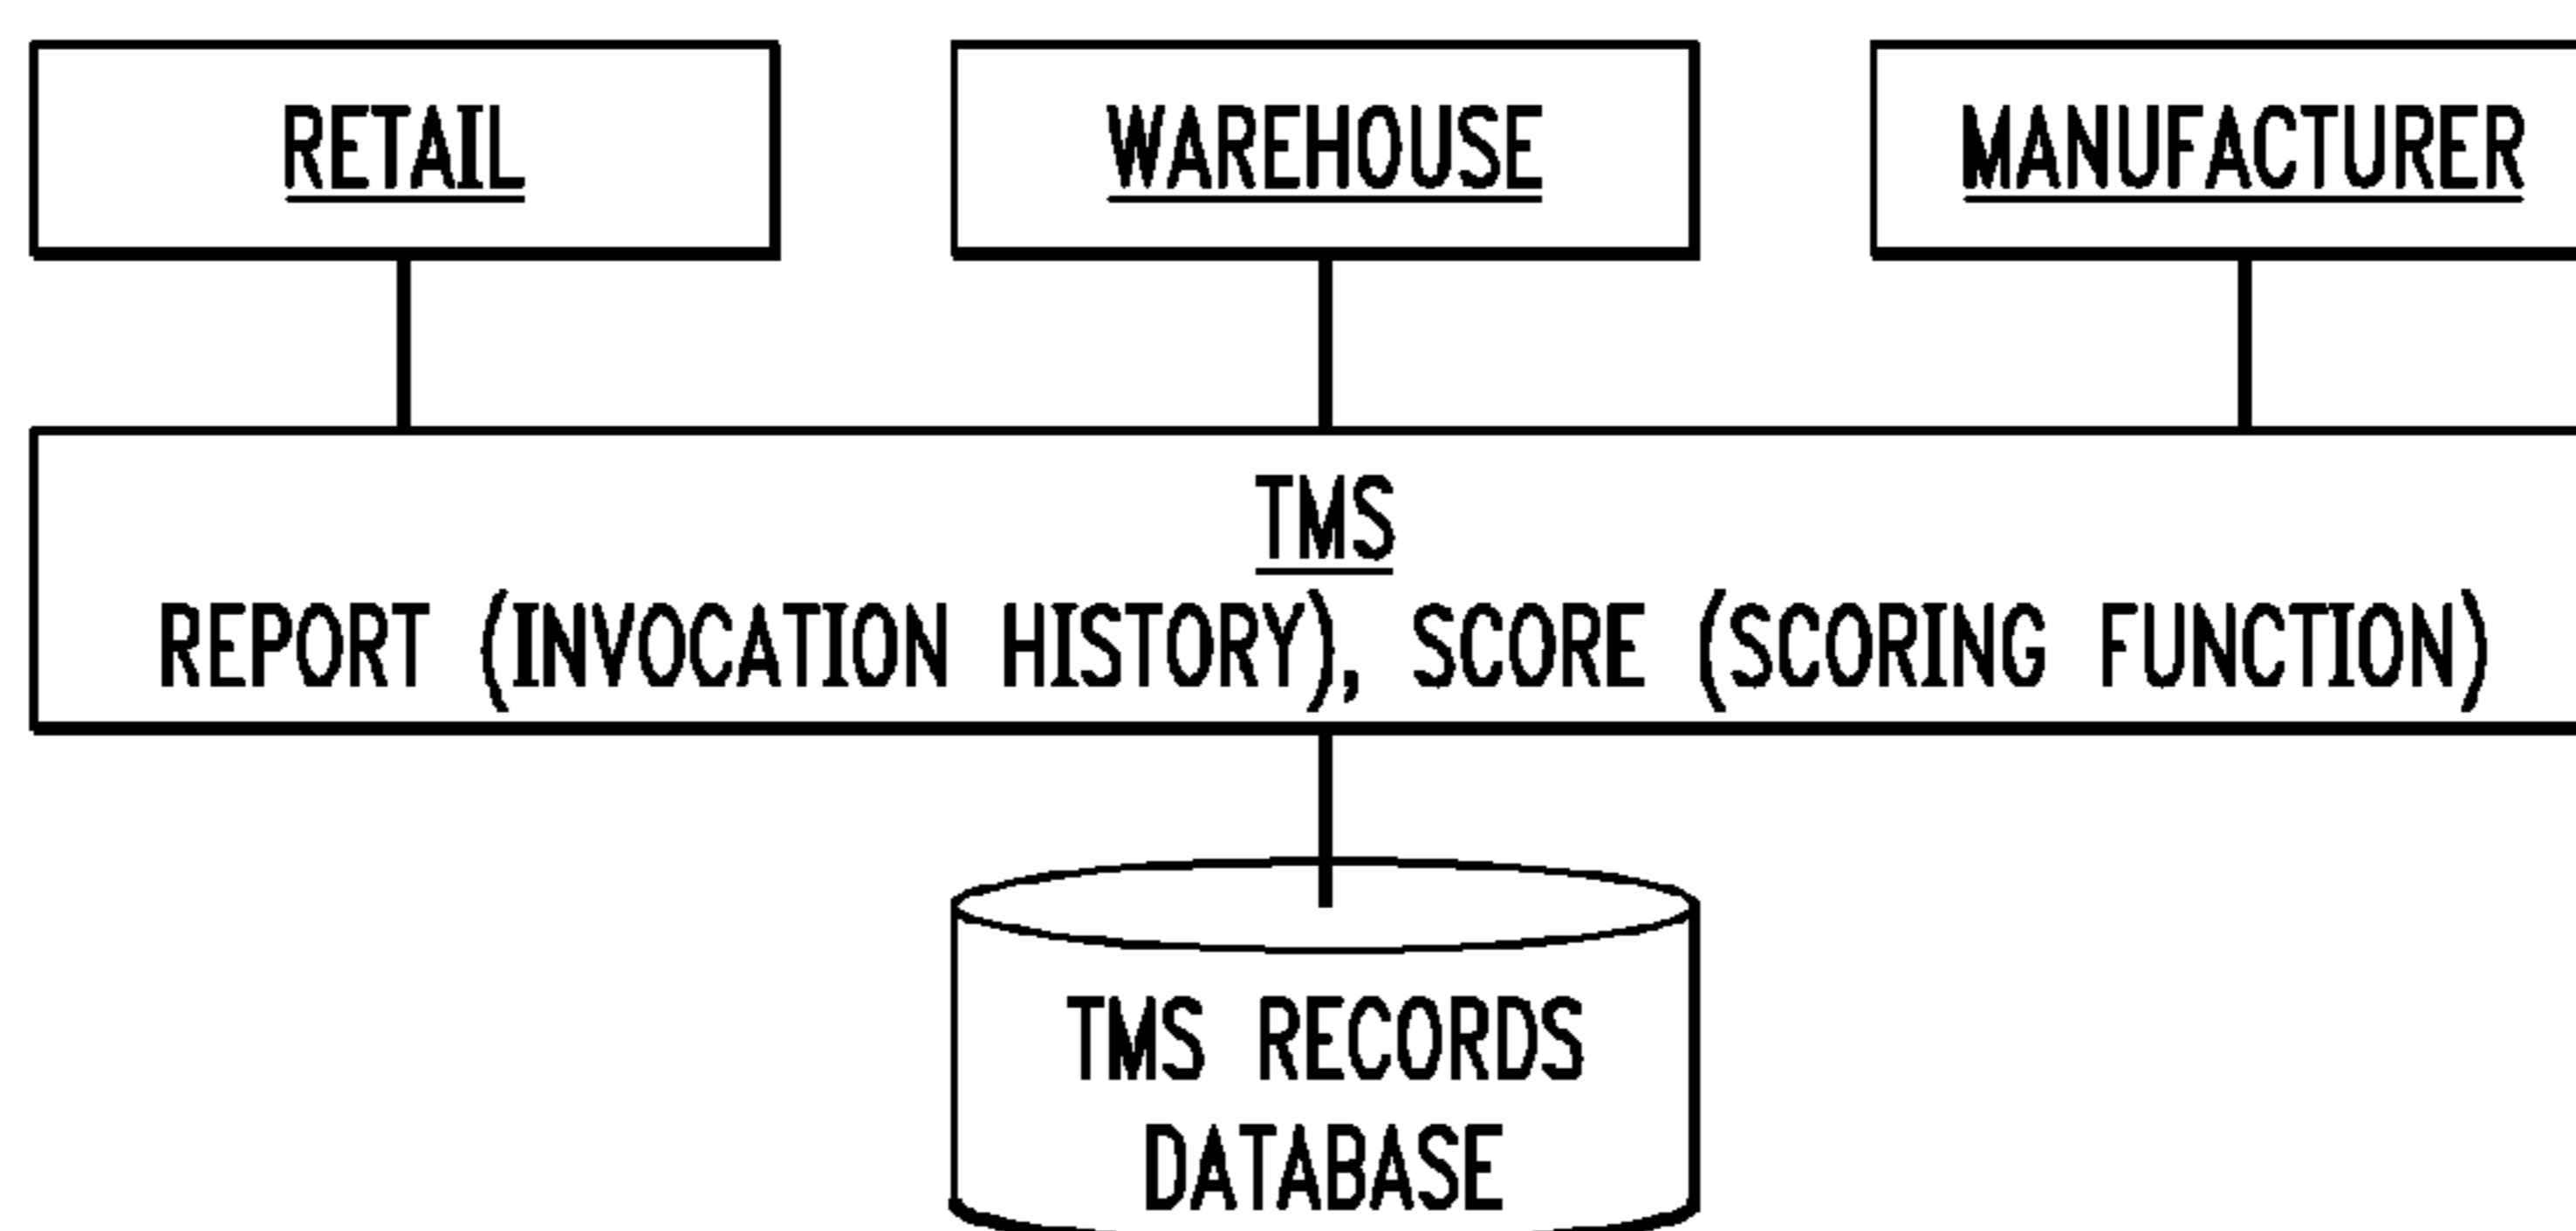 RETAIL
WAREHOUSE
MANUFACTURER
TMS
REPORT (INVOCATION HISTORY), SCORE (SCORING FUNCTION)
TMS RECORDS
DATABASE